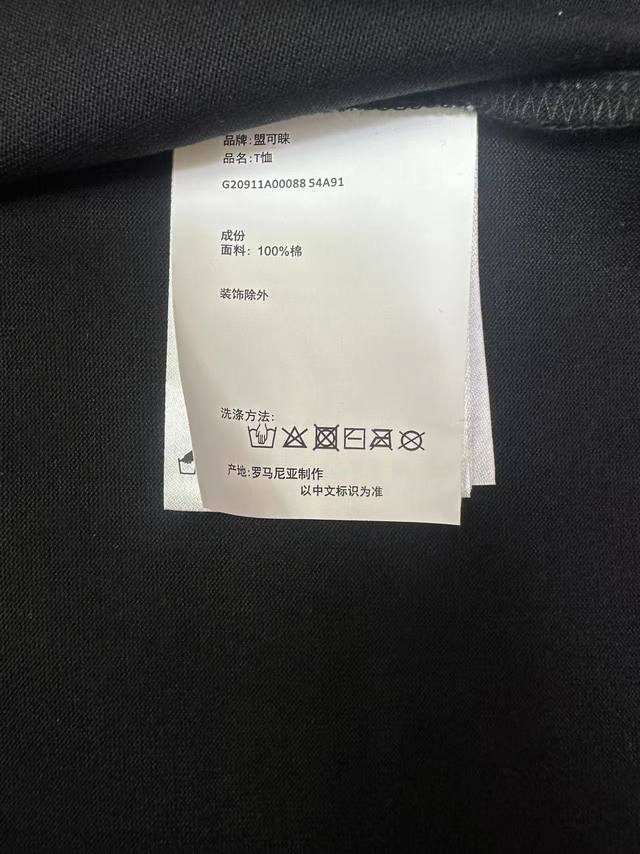 品牌:盟可睐
品名:T恤
G20911A00088 54A91
成份
面料: 100%棉
装饰除外
洗涤方法:
产地:罗马尼亚制作
以中文标识为准